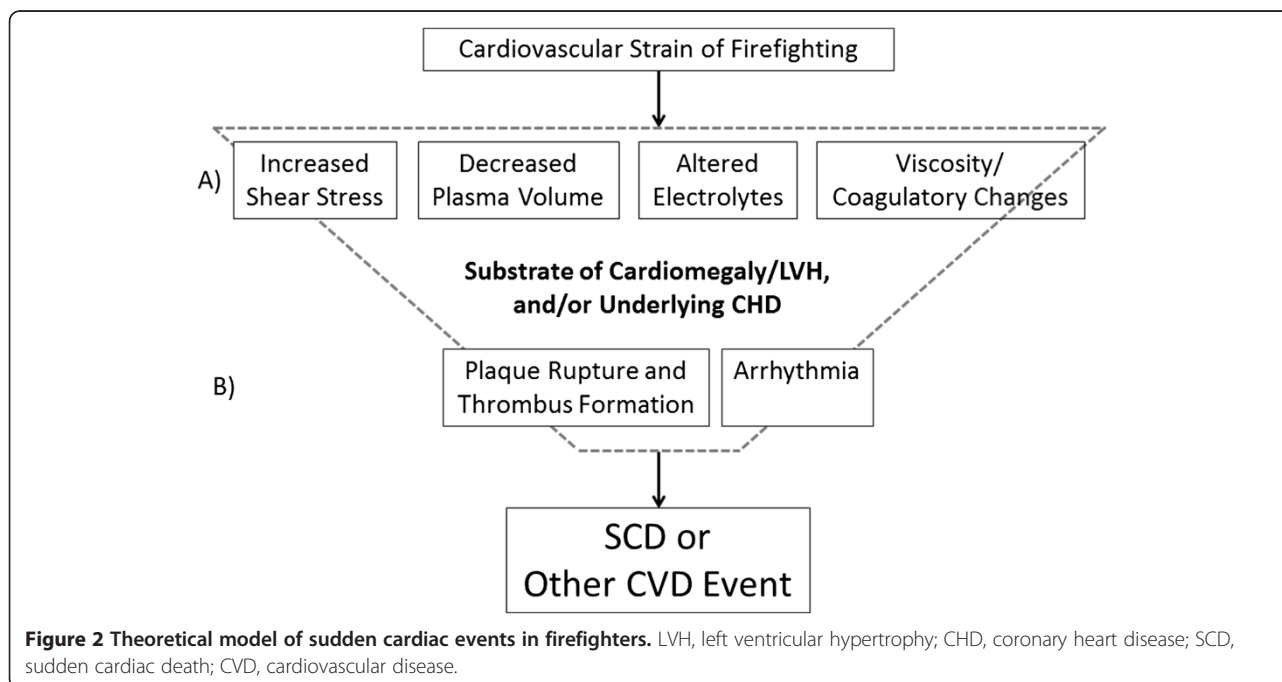 Cardiovascular Strain of Firefighting
A)
Increased
Shear Stress
Decreased
Plasma Volume
Altered
Electrolytes
Viscosity/
Coagulatory Changes
Substrate of Cardiomegaly/LVH,
and/or Underlying CHD
B)
Plaque Rupture and
Thrombus Formation
Arrhythmia
SCD or
Other CVD Event
Figure 2 Theoretical model of sudden cardiac events in firefighters. LVH, left ventricular hypertrophy; CHD, coronary heart disease; SCD,
sudden cardiac death; CVD, cardiovascular disease.